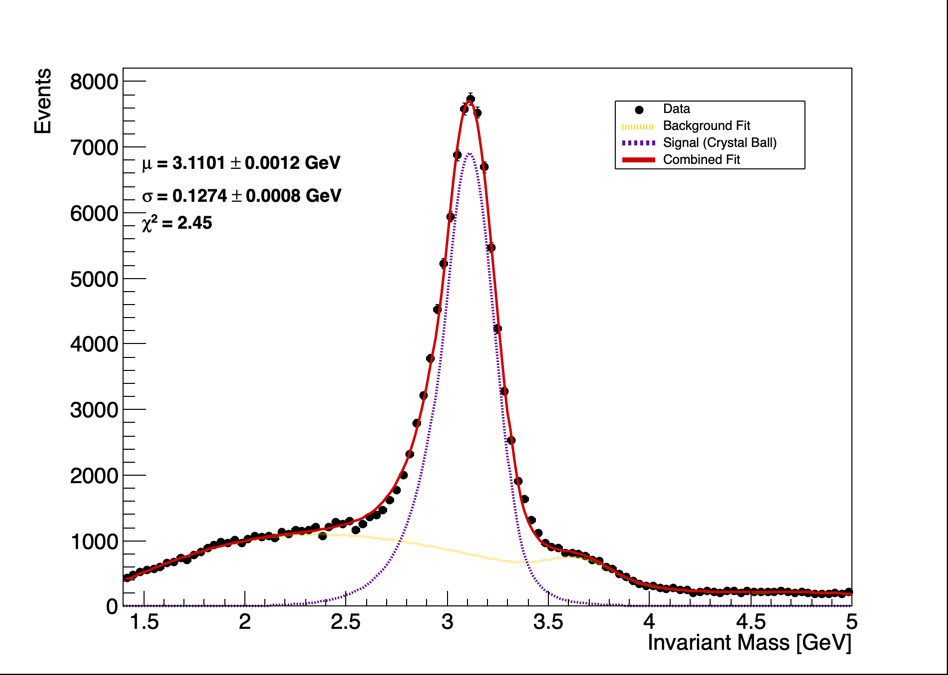 Events
8000
7000
6000
5000
4000
3000
2000
1000
0
μ = 3.1101 ± 0.0012 GeV
σ = 0.1274 ± 0.0008 GeV
χ² = 2.45
Data
Background Fit
Signal (Crystal Ball)
Combined Fit
1.5 2 2.5 3 3.5 4 4.5 5
Invariant Mass [GeV]